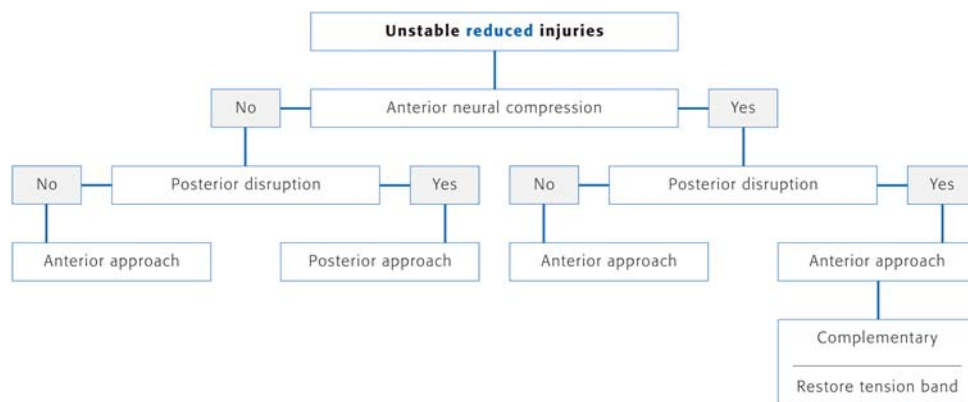 Unstable reduced injuries
No
Anterior neural compression
Yes
No
Posterior disruption
Yes
No
Posterior disruption
Yes
Anterior approach
Posterior approach
Anterior approach
Anterior approach
Complementary
Restore tension band